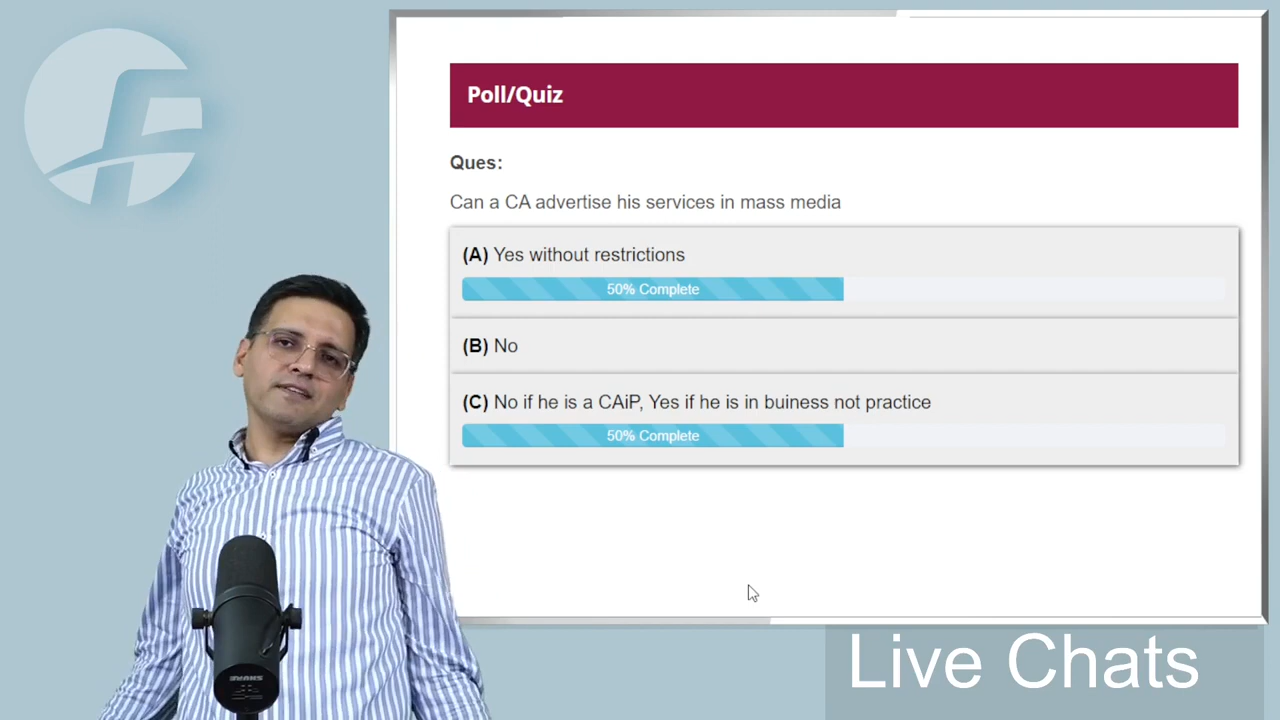 Poll/Quiz
Ques:
Can a CA advertise his services in mass media
(A) Yes without restrictions
50% Complete
(B) No
(C) No if he is a CAiP, Yes if he is in buiness not practice
50% Complete
SHURE
Live Chats